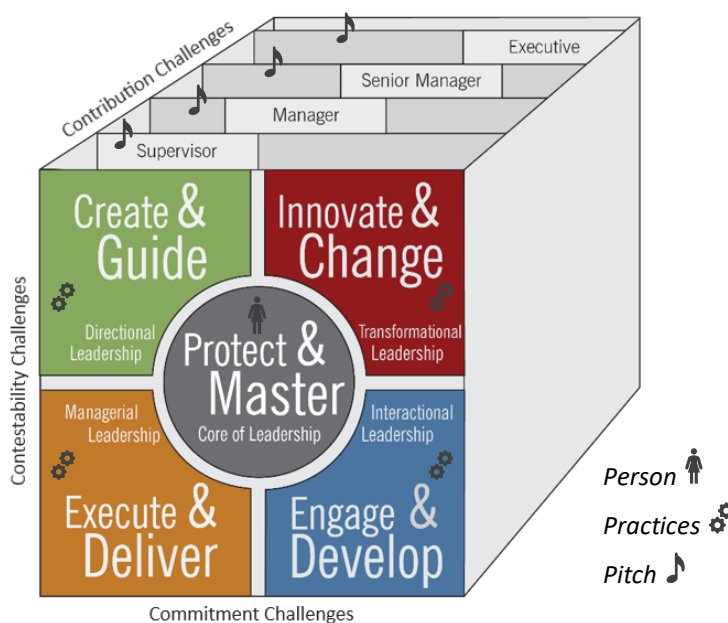 Contribution Challenges
Executive
Senior Manager
Manager
Supervisor
Create &
Guide
Directional
Leadership
Innovate &
Change
Transformational
Leadership
Protect &
Master
Core of Leadership
Managerial
Leadership
Execute &
Deliver
Interactional
Leadership
Engage &
Develop
Contestability Challenges
Commitment Challenges
Person
Practices
Pitch